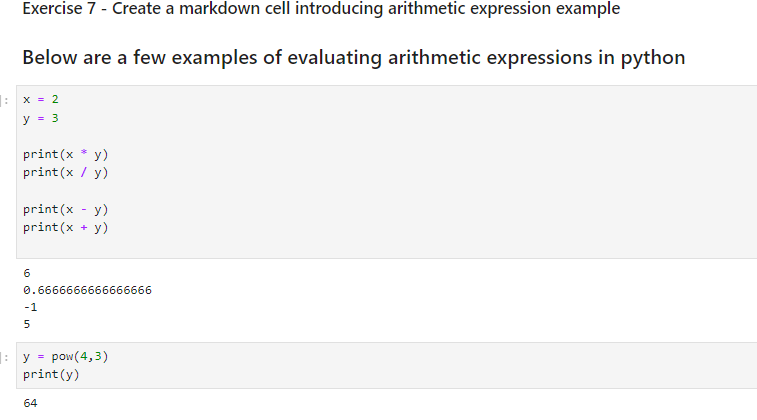 Exercise 7 - Create a markdown cell introducing arithmetic expression example
Below are a few examples of evaluating arithmetic expressions in python
]:
x = 2
y = 3
print(x * y)
print(x / y)
print(x - y)
print(x + y)
6
0.6666666666666666
-1
5
]:
y = pow(4,3)
print(y)
64